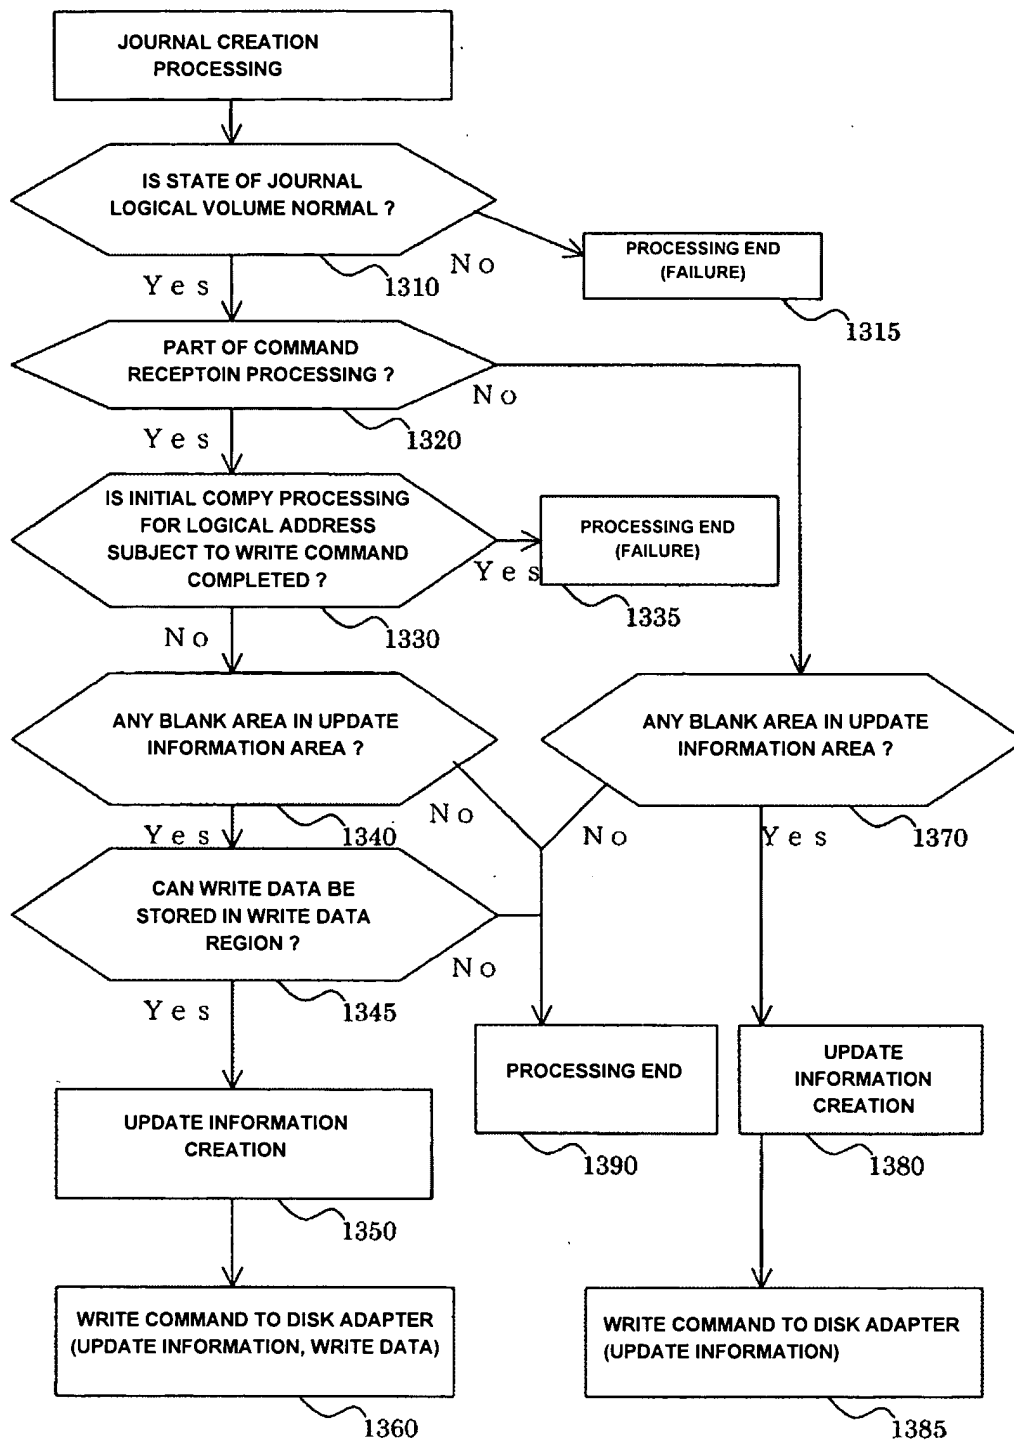 JOURNAL CREATION
PROCESSING
IS STATE OF JOURNAL
LOGICAL VOLUME NORMAL ?
1310
No
Yes
PROCESSING END
(FAILURE)
1315
PART OF COMMAND
RECEPTOIN PROCESSING ?
1320
No
Yes
IS INITIAL COMPY PROCESSING
FOR LOGICAL ADDRESS
SUBJECT TO WRITE COMMAND
COMPLETED ?
1330
Yes
No
PROCESSING END
(FAILURE)
1335
ANY BLANK AREA IN UPDATE
INFORMATION AREA ?
1340
No
Yes
ANY BLANK AREA IN UPDATE
INFORMATION AREA ?
1370
No
Yes
CAN WRITE DATA BE
STORED IN WRITE DATA
REGION ?
1345
No
Yes
PROCESSING END
1390
UPDATE
INFORMATION
CREATION
1380
UPDATE INFORMATION
CREATION
1350
WRITE COMMAND TO DISK ADAPTER
(UPDATE INFORMATION, WRITE DATA)
1360
WRITE COMMAND TO DISK ADAPTER
(UPDATE INFORMATION)
1385